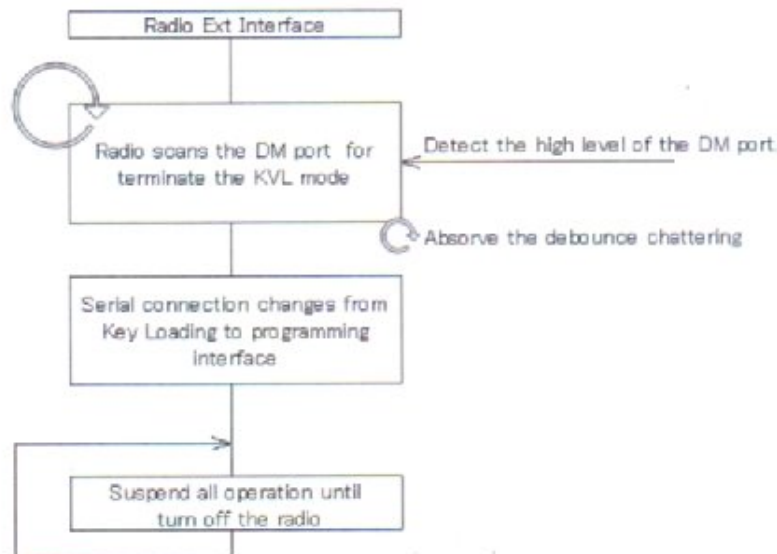 Radio Ext Interface
Radio scans the DM port for
terminate the KVL mode
Detect the high level of the DM port.
Absorve the debounce chattering
Serial connection changes from
Key Loading to programming
interface
Suspend all operation until
turn off the radio